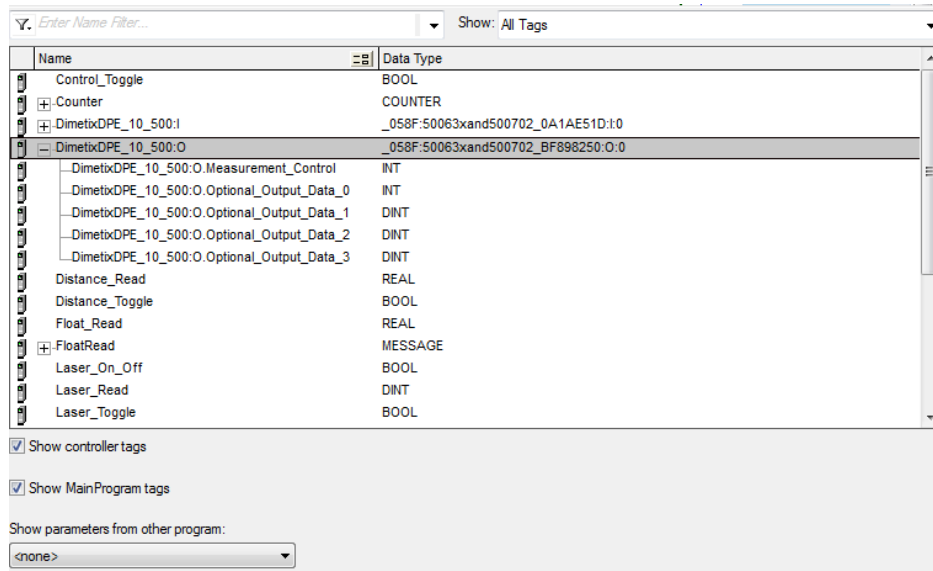 Enter Name Filter... Show: All Tags
Name Data Type
Control_Toggle BOOL
Counter COUNTER
DimetixDPE_10_500:I _058F:50063xand500702_0A1AE51D:I:0
DimetixDPE_10_500:O _058F:50063xand500702_BF898250:O:0
DimetixDPE_10_500:O.Measurement_Control INT
DimetixDPE_10_500:O.Optional_Output_Data_0 INT
DimetixDPE_10_500:O.Optional_Output_Data_1 DINT
DimetixDPE_10_500:O.Optional_Output_Data_2 DINT
DimetixDPE_10_500:O.Optional_Output_Data_3 DINT
Distance_Read REAL
Distance_Toggle BOOL
Float_Read REAL
FloatRead MESSAGE
Laser_On_Off BOOL
Laser_Read DINT
Laser_Toggle BOOL
Show controller tags
Show MainProgram tags
Show parameters from other program:
<none>